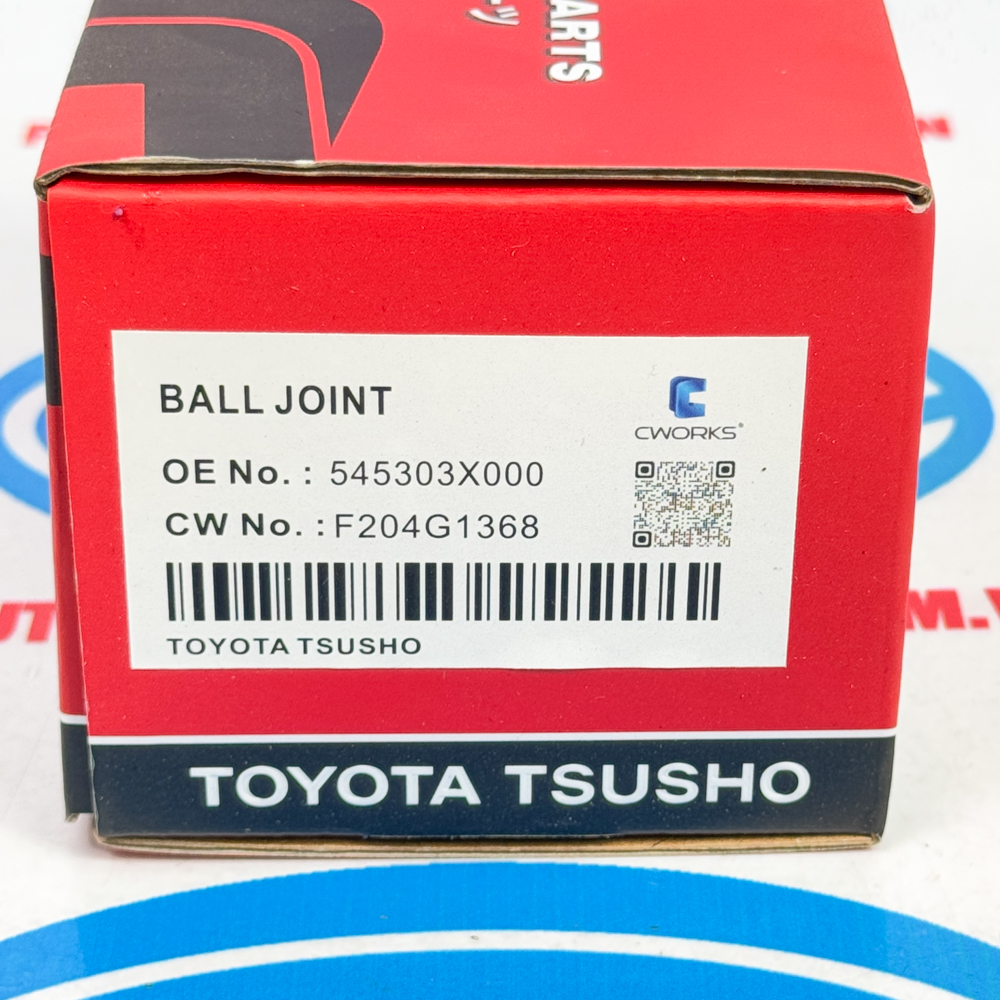 ARTS
BALL JOINT
CWORKS®
OE No. : 545303X000
CW No. : F204G1368
TOYOTA TSUSHO
TOYOTA TSUSHO